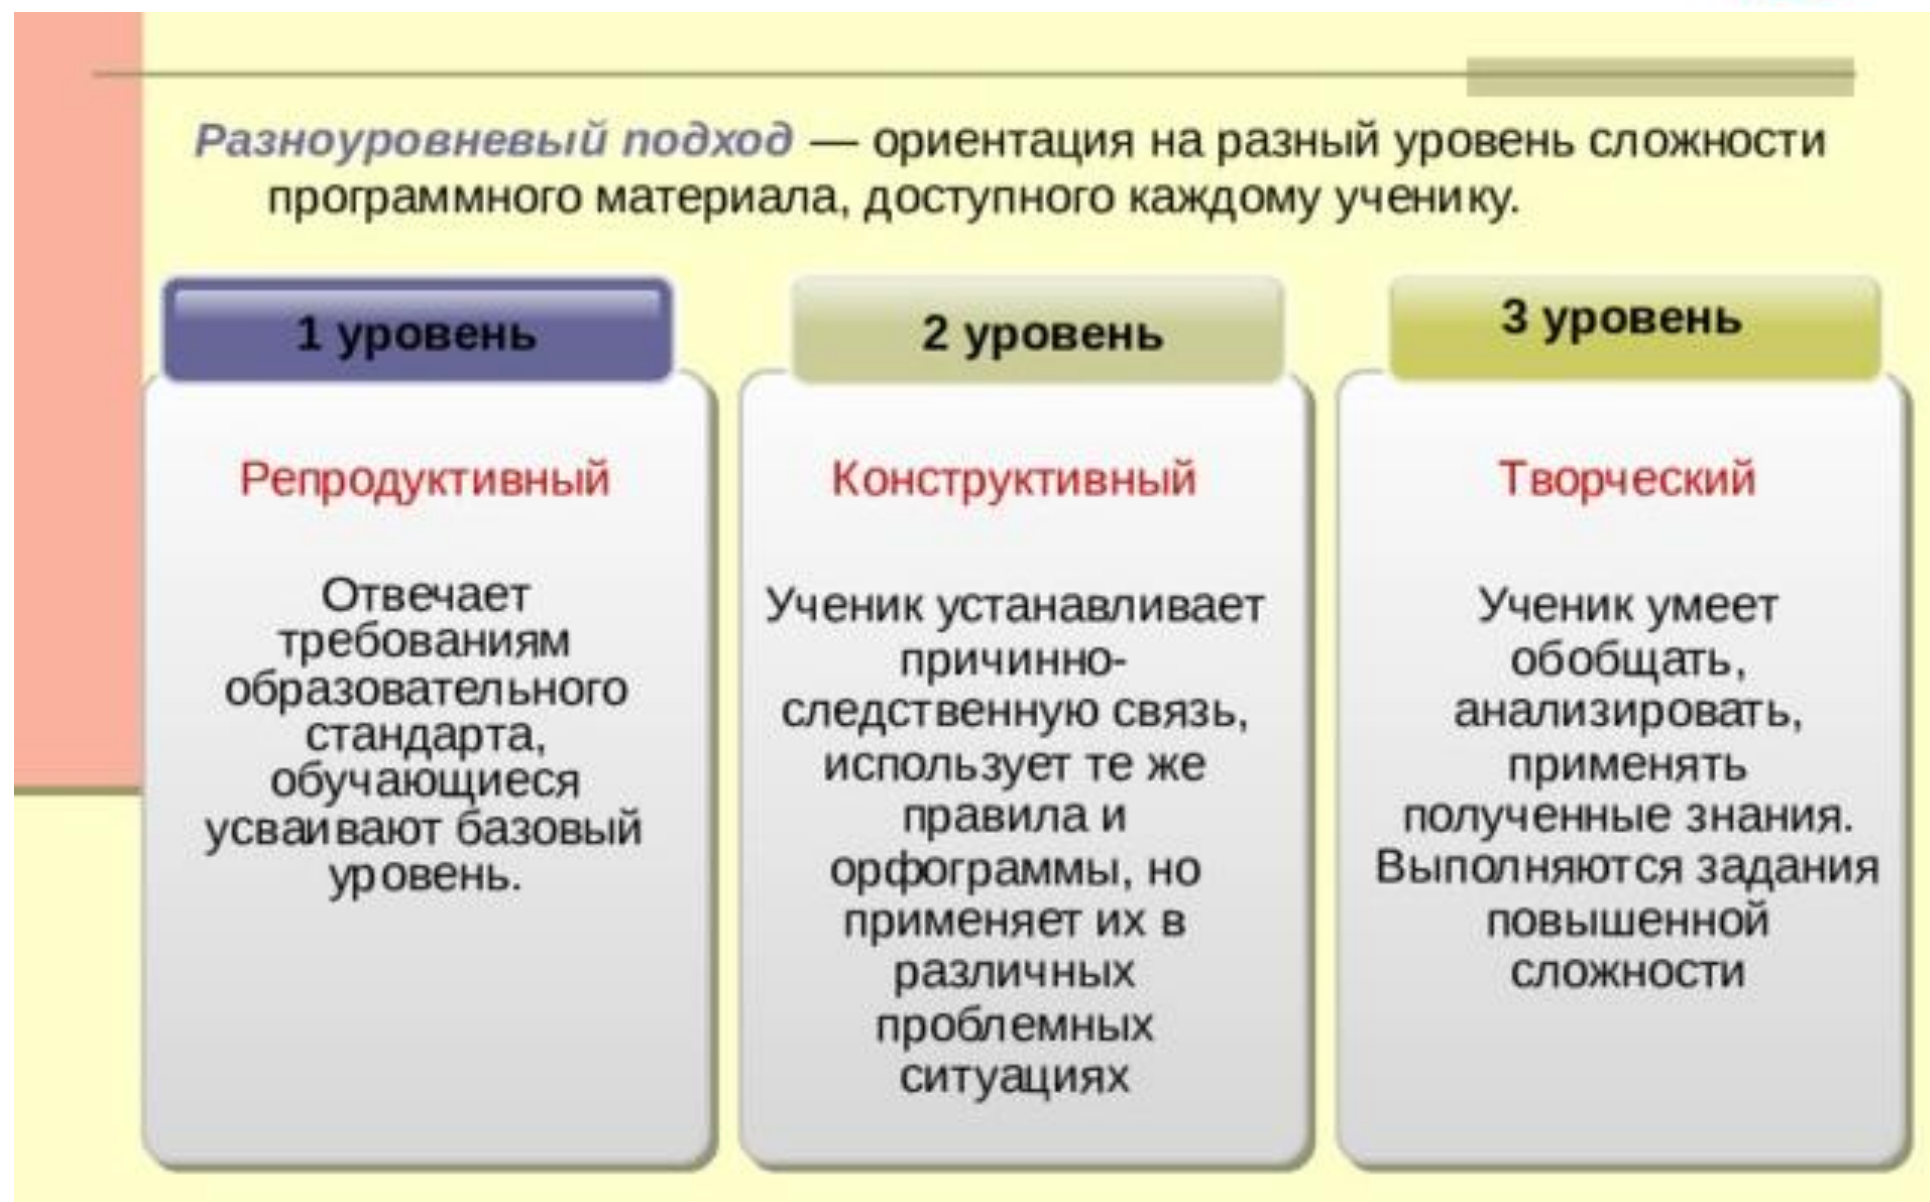 Разноуровневый подход — ориентация на разный уровень сложности
программного материала, доступного каждому ученику.
1 уровень
Репродуктивный
Отвечает
требованиям
образовательного
стандарта,
обучающиеся
усваивают базовый
уровень.
2 уровень
Конструктивный
Ученик устанавливает
причинно-
следственную связь,
использует те же
правила и
орфограммы, но
применяет их в
различных
проблемных
ситуациях
3 уровень
Творческий
Ученик умеет
обобщать,
анализировать,
применять
полученные знания.
Выполняются задания
повышенной
сложности